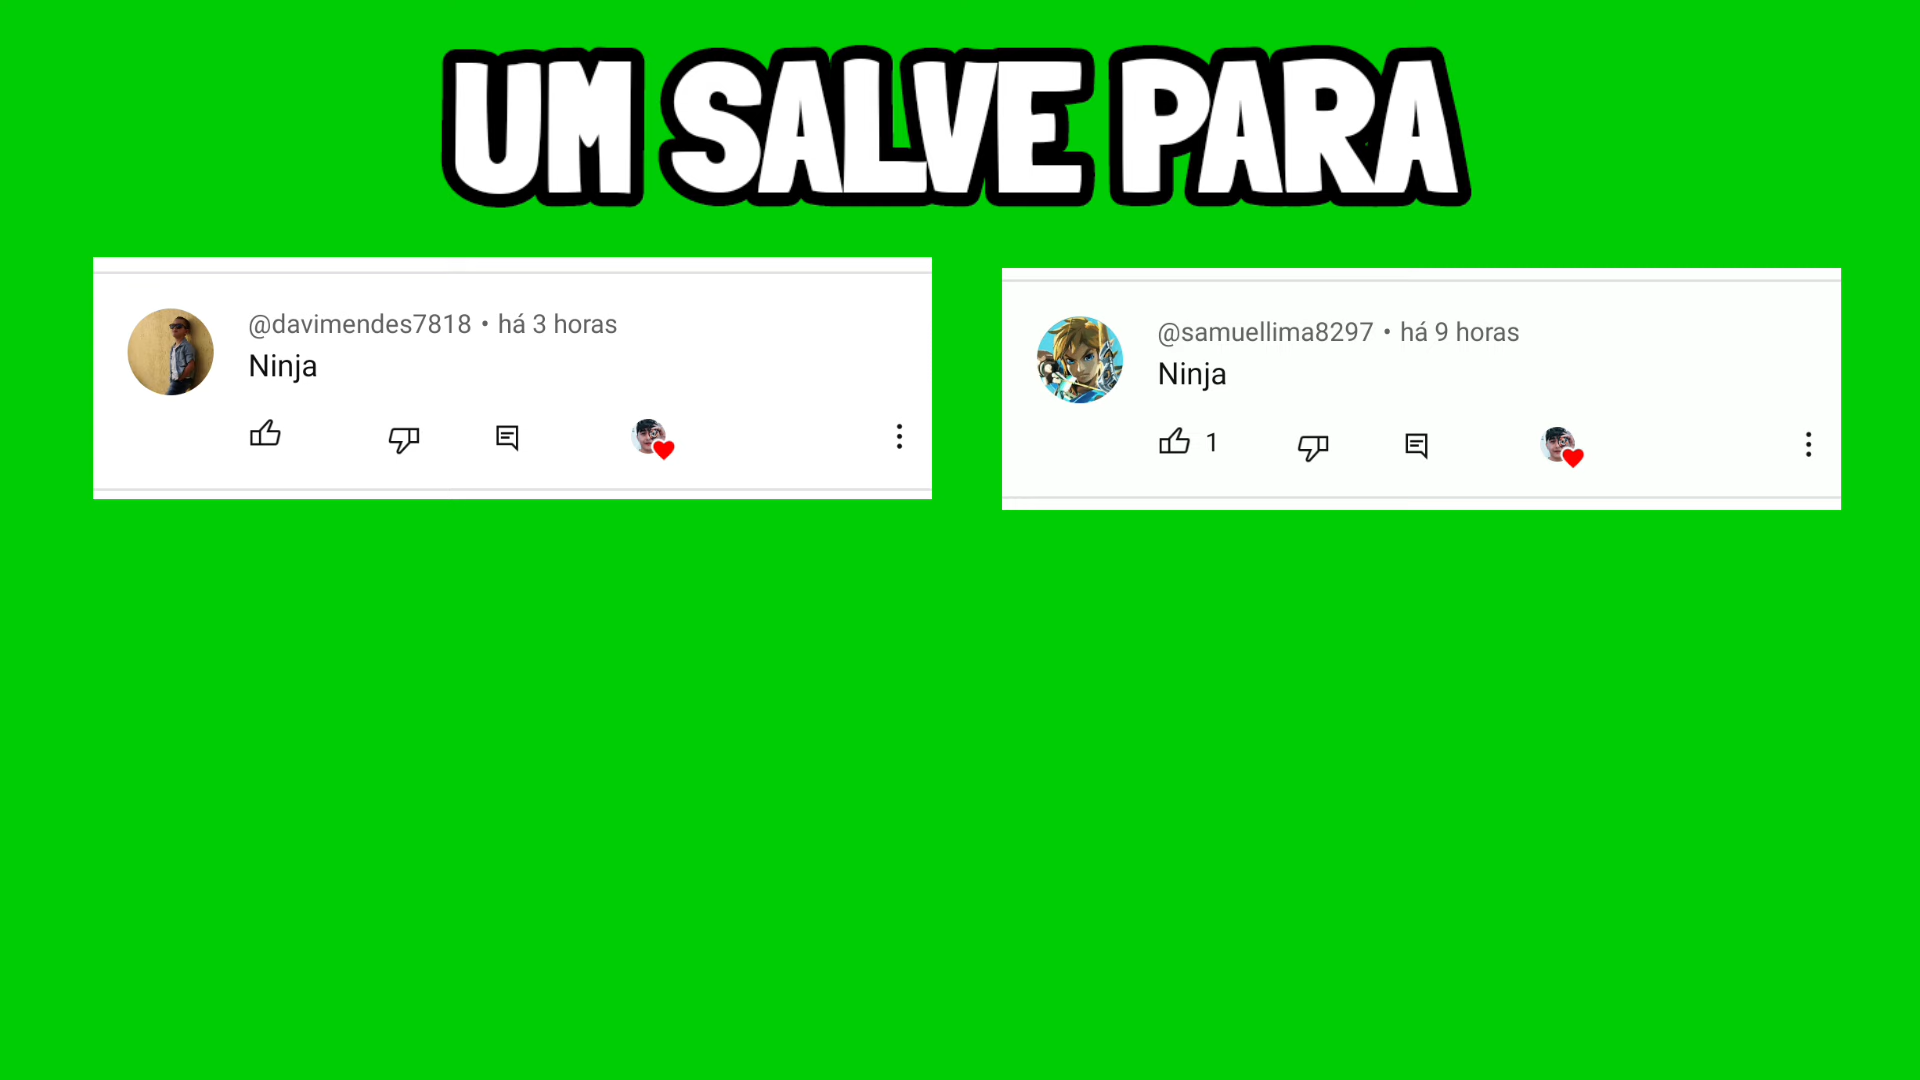 UM SALVE PARA
@davimendes7818 • há 3 horas
Ninja
@samuellima8297 • há 9 horas
Ninja
1